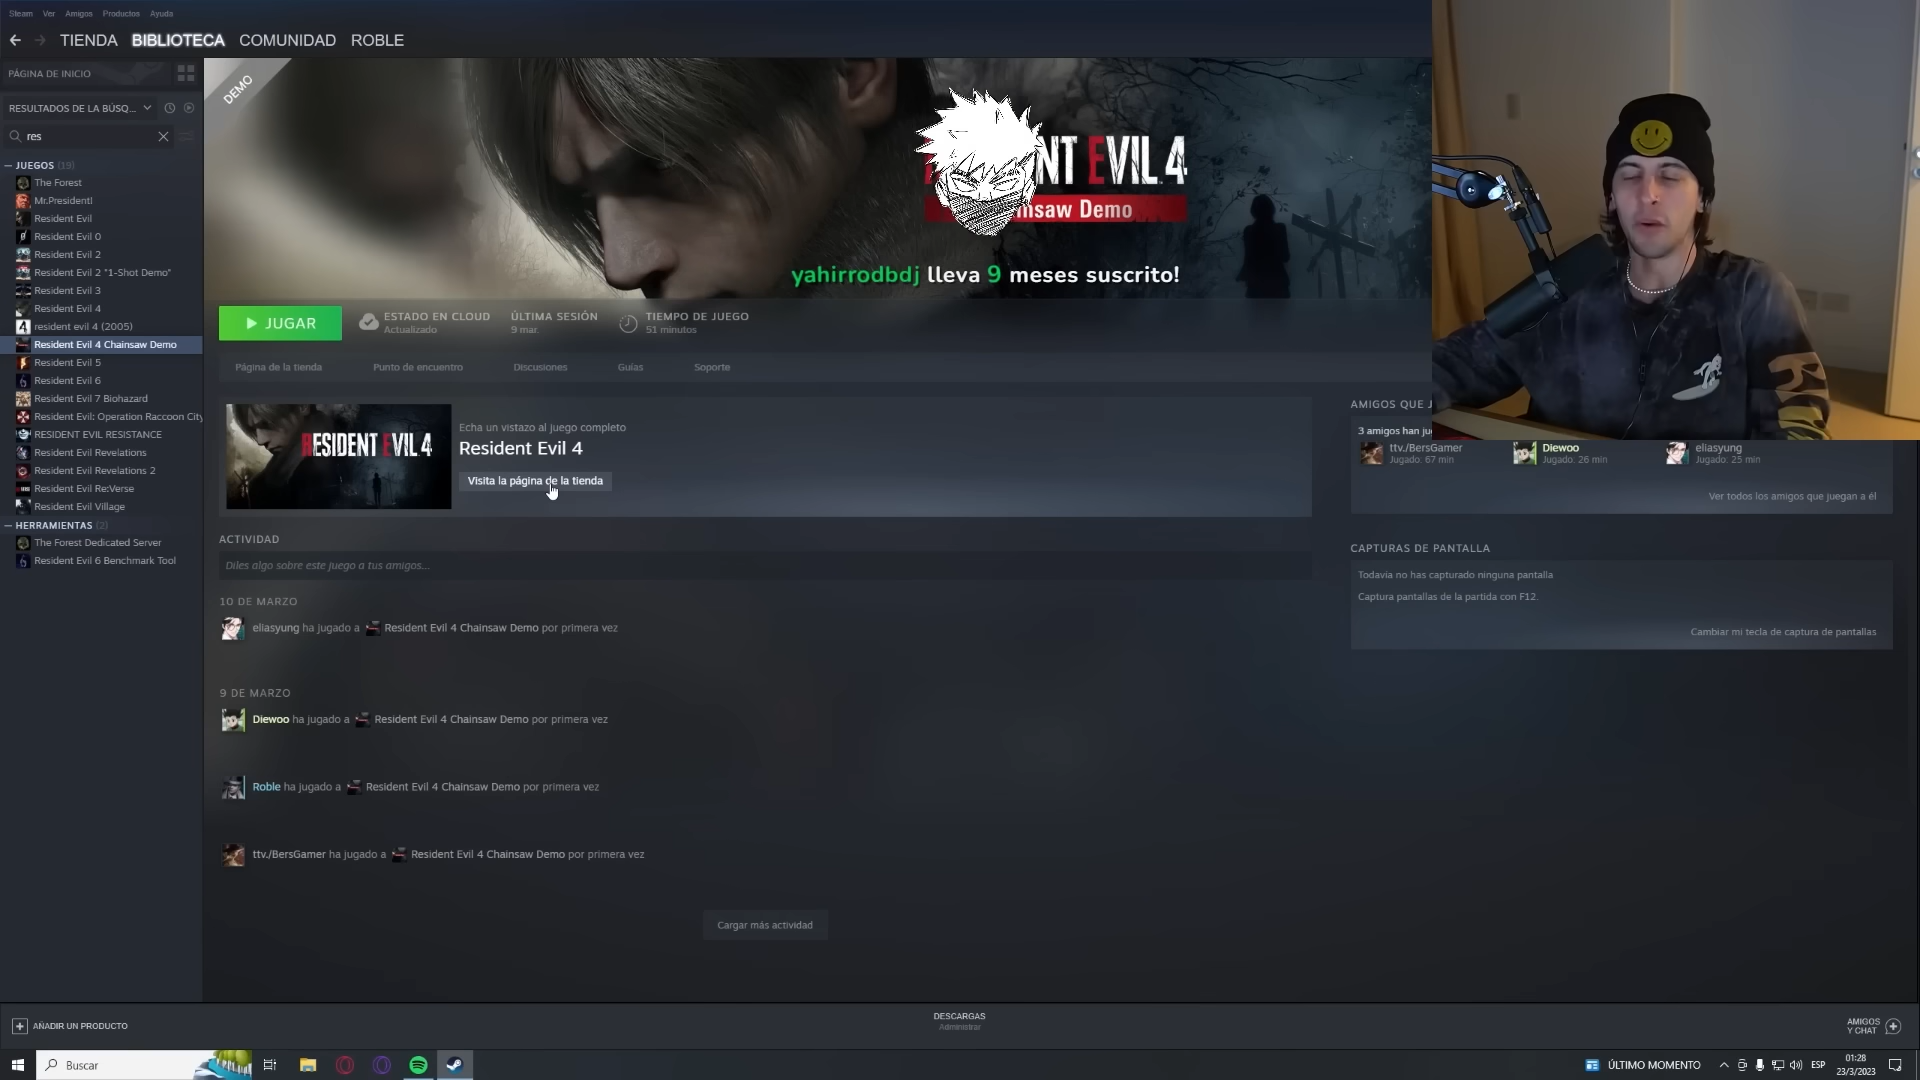 Steam Ver Amigos Productos Ayuda
TIENDA BIBLIOTECA COMUNIDAD ROBLE
PÁGINA DE INICIO
RESULTADOS DE LA BÚSQ...
res
JUEGOS (19)
The Forest
Mr.President!
Resident Evil
Resident Evil 0
Resident Evil 2
Resident Evil 2 "1-Shot Demo"
Resident Evil 3
Resident Evil 4
resident evil 4 (2005)
Resident Evil 4 Chainsaw Demo
Resident Evil 5
Resident Evil 6
Resident Evil 7 Biohazard
Resident Evil: Operation Raccoon City
RESIDENT EVIL RESISTANCE
Resident Evil Revelations
Resident Evil Revelations 2
Resident Evil Re:Verse
Resident Evil Village
HERRAMIENTAS (2)
The Forest Dedicated Server
Resident Evil 6 Benchmark Tool
DEMO
NT EVIL 4
nsaw Demo
yahirrodbdj lleva 9 meses suscrito!
JUGAR
ESTADO EN CLOUD
Actualizado
ÚLTIMA SESIÓN
9 mar.
TIEMPO DE JUEGO
51 minutos
Página de la tienda Punto de encuentro Discusiones Guías Soporte
RESIDENT EVIL 4
Echa un vistazo al juego completo
Resident Evil 4
Visita la página de la tienda
ACTIVIDAD
Diles algo sobre este juego a tus amigos...
10 DE MARZO
eliasyung ha jugado a Resident Evil 4 Chainsaw Demo por primera vez
9 DE MARZO
Diewoo ha jugado a Resident Evil 4 Chainsaw Demo por primera vez
Roble ha jugado a Resident Evil 4 Chainsaw Demo por primera vez
ttv./BersGamer ha jugado a Resident Evil 4 Chainsaw Demo por primera vez
Cargar más actividad
AMIGOS QUE J
3 amigos han ju
ttv./BersGamer
Jugado: 67 min
Diewoo
Jugado: 26 min
eliasyung
Jugado: 25 min
Ver todos los amigos que juegan a él
CAPTURAS DE PANTALLA
Todavía no has capturado ninguna pantalla
Captura pantallas de la partida con F12.
Cambiar mi tecla de captura de pantallas
AÑADIR UN PRODUCTO
DESCARGAS
Administrar
AMIGOS
Y CHAT
Buscar
ÚLTIMO MOMENTO
ESP
01:28
23/3/2023